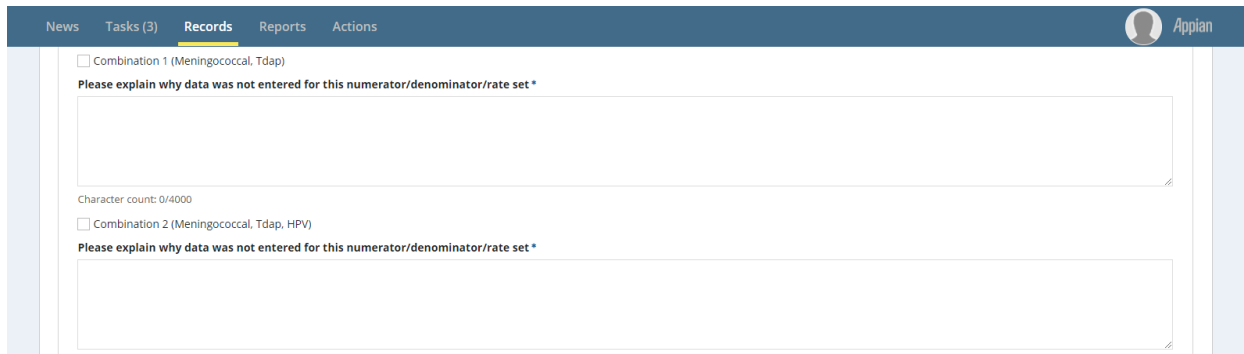 News Tasks (3) Records Reports Actions Appian
Combination 1 (Meningococcal, Tdap)
Please explain why data was not entered for this numerator/denominator/rate set *
Character count: 0/4000
Combination 2 (Meningococcal, Tdap, HPV)
Please explain why data was not entered for this numerator/denominator/rate set *